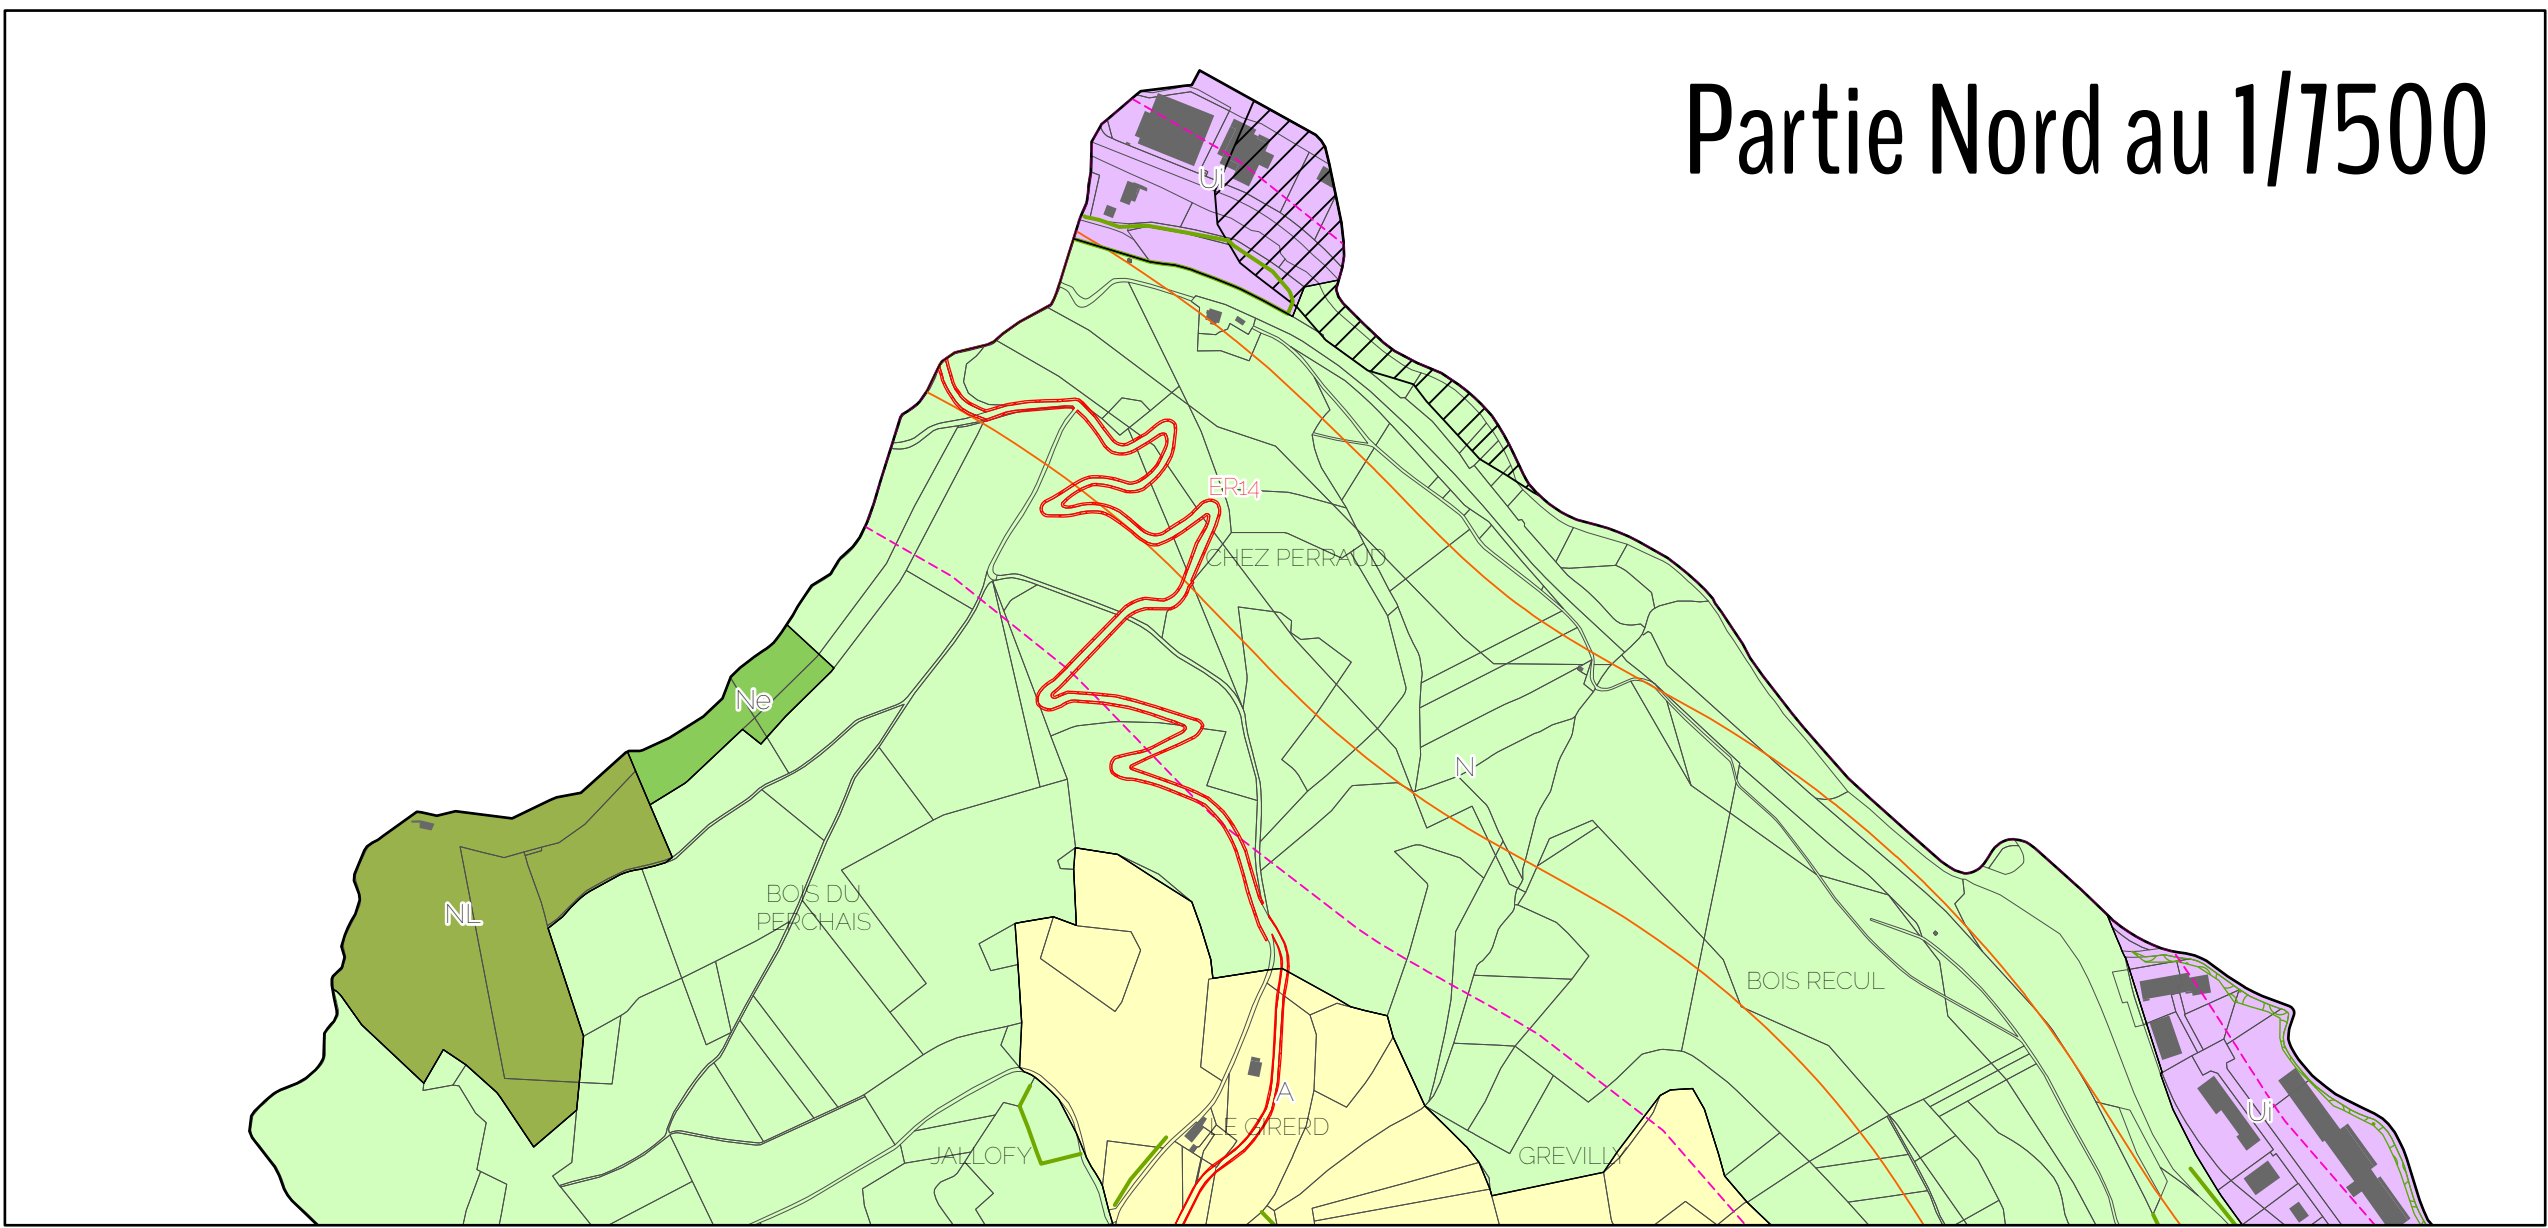 Partie Nord au 1/7500
Ui
ER14
CHEZ PERRAUD
Ne
N
NL
BOIS DU
PERCHAIS
BOIS RECUL
A
Ui
LE GIRERD
JALLOFY
GREVILLY